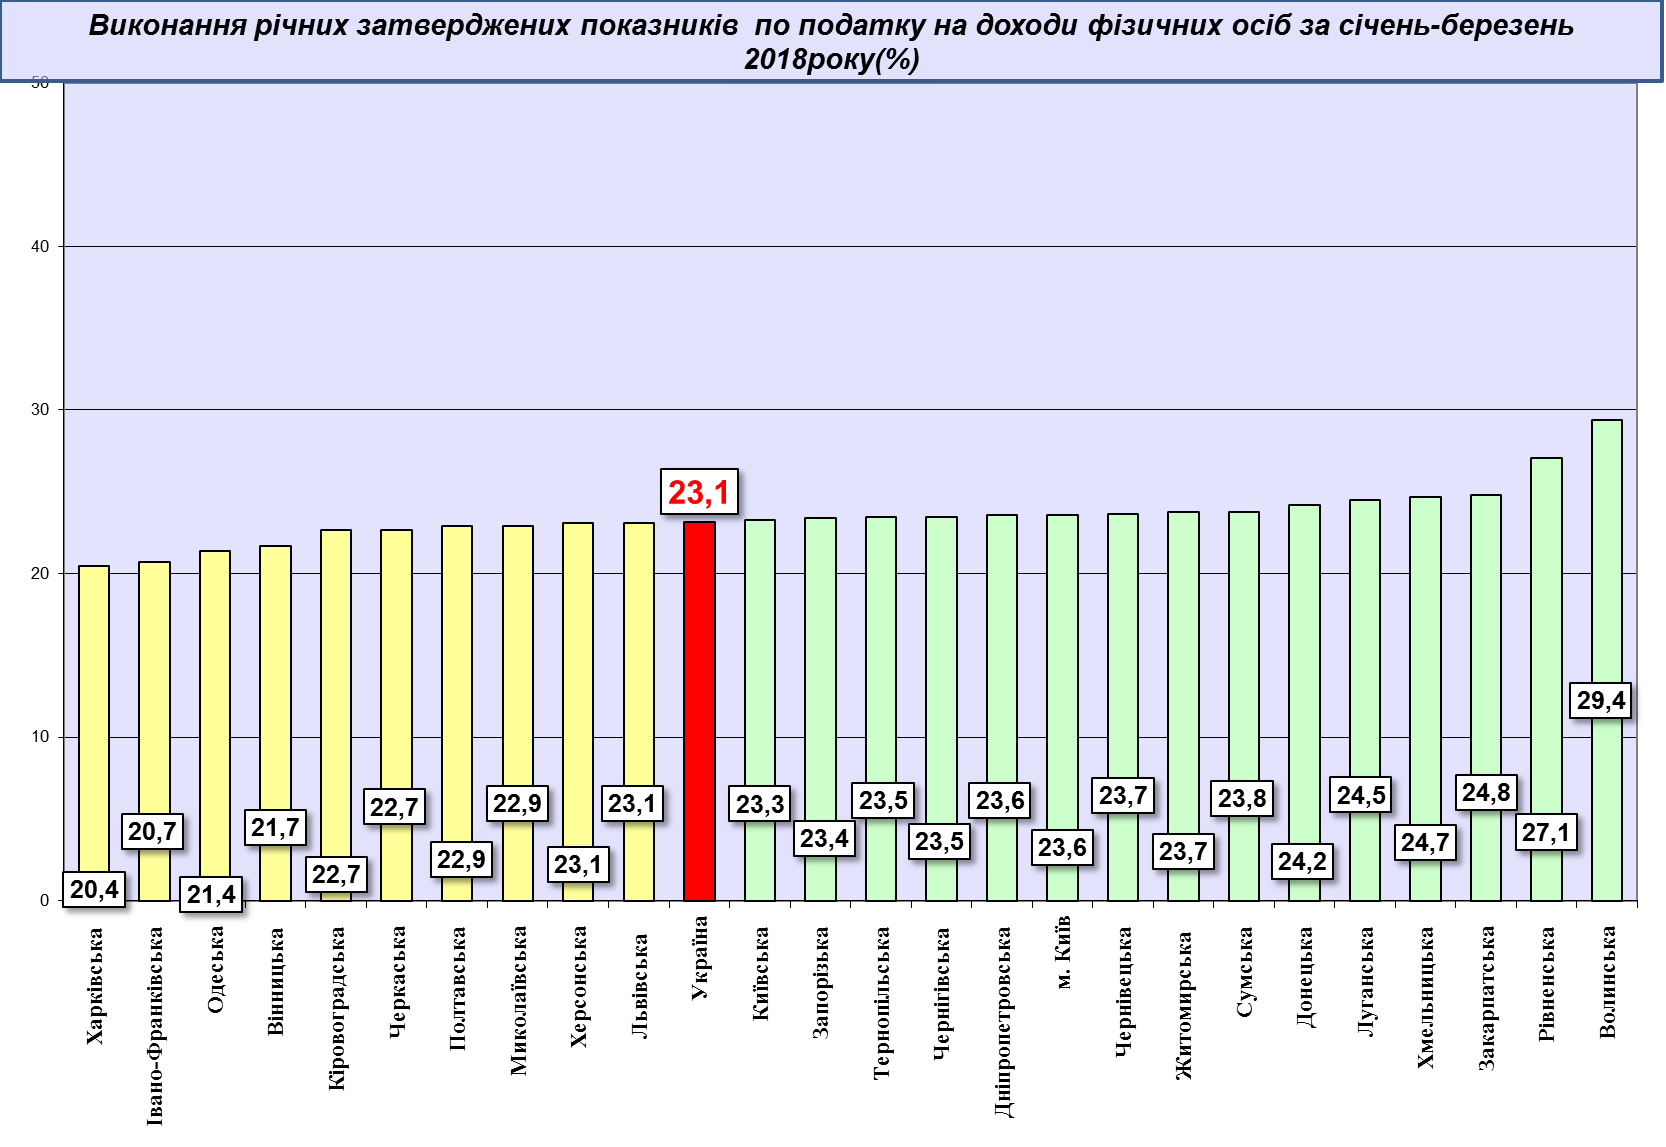 Виконання річних затверджених показників по податку на доходи фізичних осіб за січень-березень
2018року(%)
50
40
30
20
10
0
20,4
20,7
21,4
21,7
22,7
22,7
22,9
22,9
23,1
23,1
23,1
23,3
23,4
23,5
23,5
23,6
23,6
23,7
23,7
23,8
24,2
24,5
24,7
24,8
27,1
29,4
Харківська
Івано-Франківська
Одеська
Вінницька
Кіровоградська
Черкаська
Полтавська
Миколаївська
Херсонська
Львівська
Україна
Київська
Запорізька
Тернопільська
Чернігівська
Дніпропетровська
м. Київ
Чернівецька
Житомирська
Сумська
Донецька
Луганська
Хмельницька
Закарпатська
Рівненська
Волинська